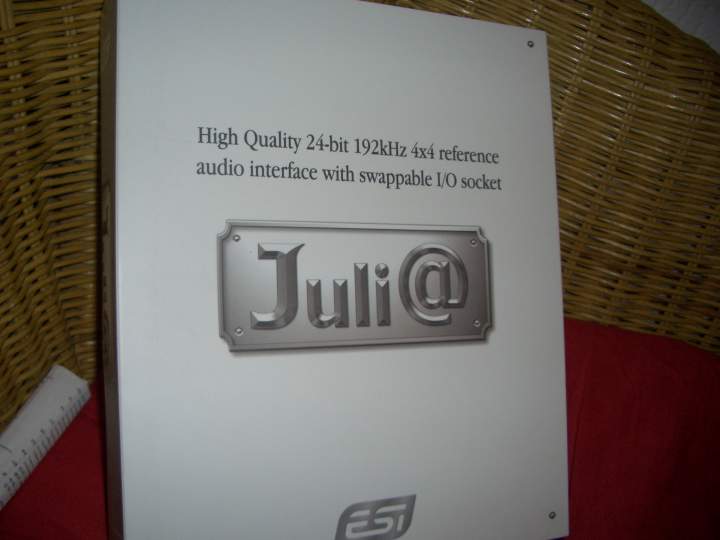 High Quality 24-bit 192kHz 4x4 reference
audio interface with swappable I/O socket
Juli@
ESI